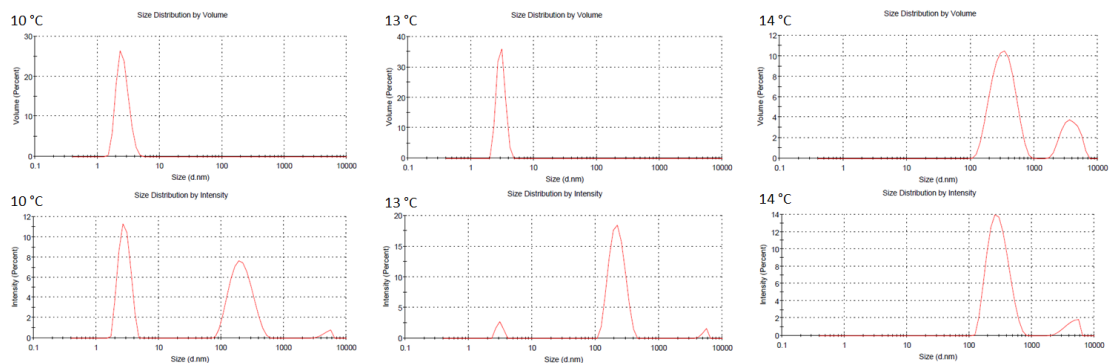 10 °C
Size Distribution by Volume
Volume (Percent)
30
20
10
0
0.1 1 10 100 1000 10000
Size (d.nm)
13 °C
Size Distribution by Volume
Volume (Percent)
40
30
20
10
0
0.1 1 10 100 1000 10000
Size (d.nm)
14 °C
Size Distribution by Volume
Volume (Percent)
12
10
8
6
4
2
0
0.1 1 10 100 1000 10000
Size (d.nm)
10 °C
Size Distribution by Intensity
Intensity (Percent)
12
10
8
6
4
2
0
0.1 1 10 100 1000 10000
Size (d.nm)
13 °C
Size Distribution by Intensity
Intensity (Percent)
20
15
10
5
0
0.1 1 10 100 1000 10000
Size (d.nm)
14 °C
Size Distribution by Intensity
Intensity (Percent)
14
12
10
8
6
4
2
0
0.1 1 10 100 1000 10000
Size (d.nm)